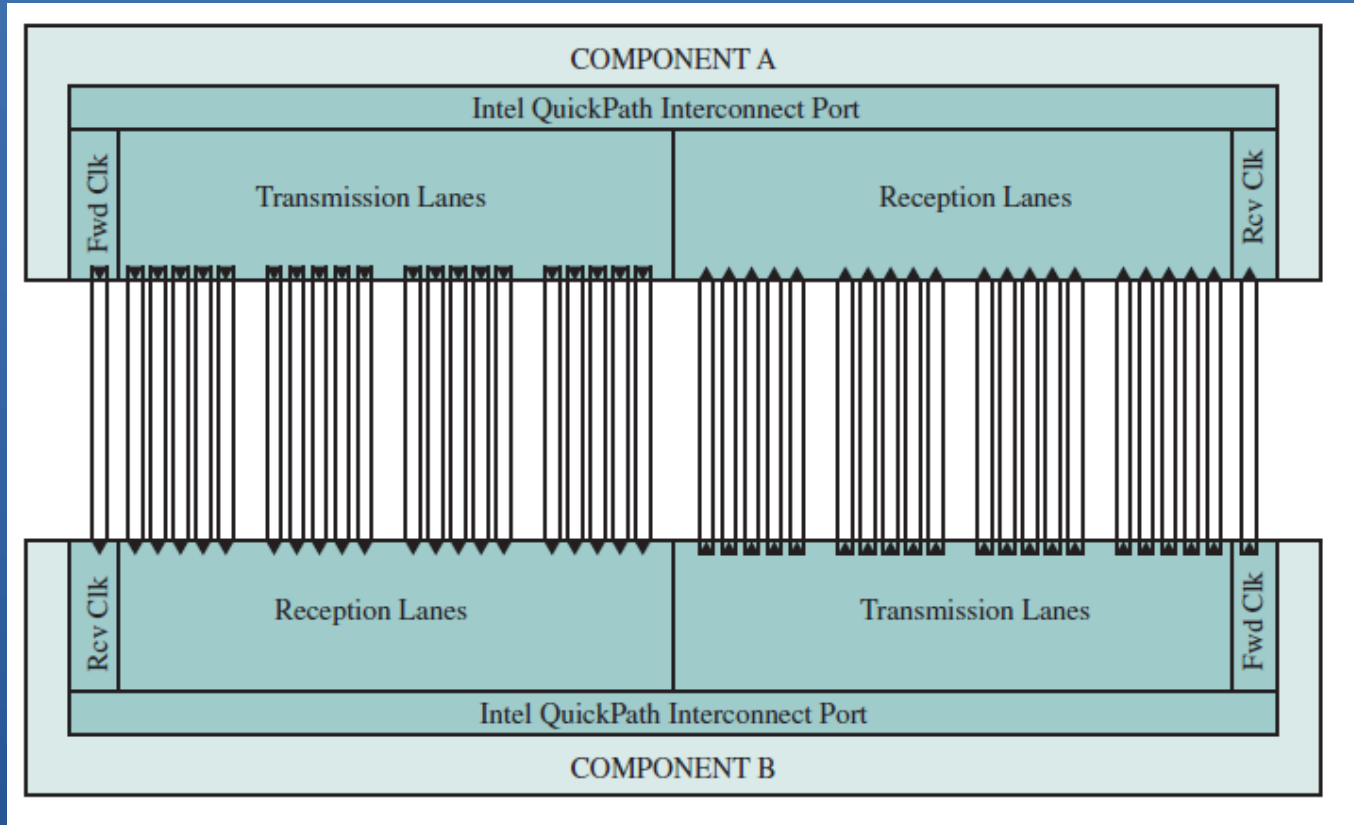 COMPONENT A
Intel QuickPath Interconnect Port
Fwd Clk
Transmission Lanes
Reception Lanes
Rcv Clk
Rcv Clk
Reception Lanes
Transmission Lanes
Fwd Clk
Intel QuickPath Interconnect Port
COMPONENT B